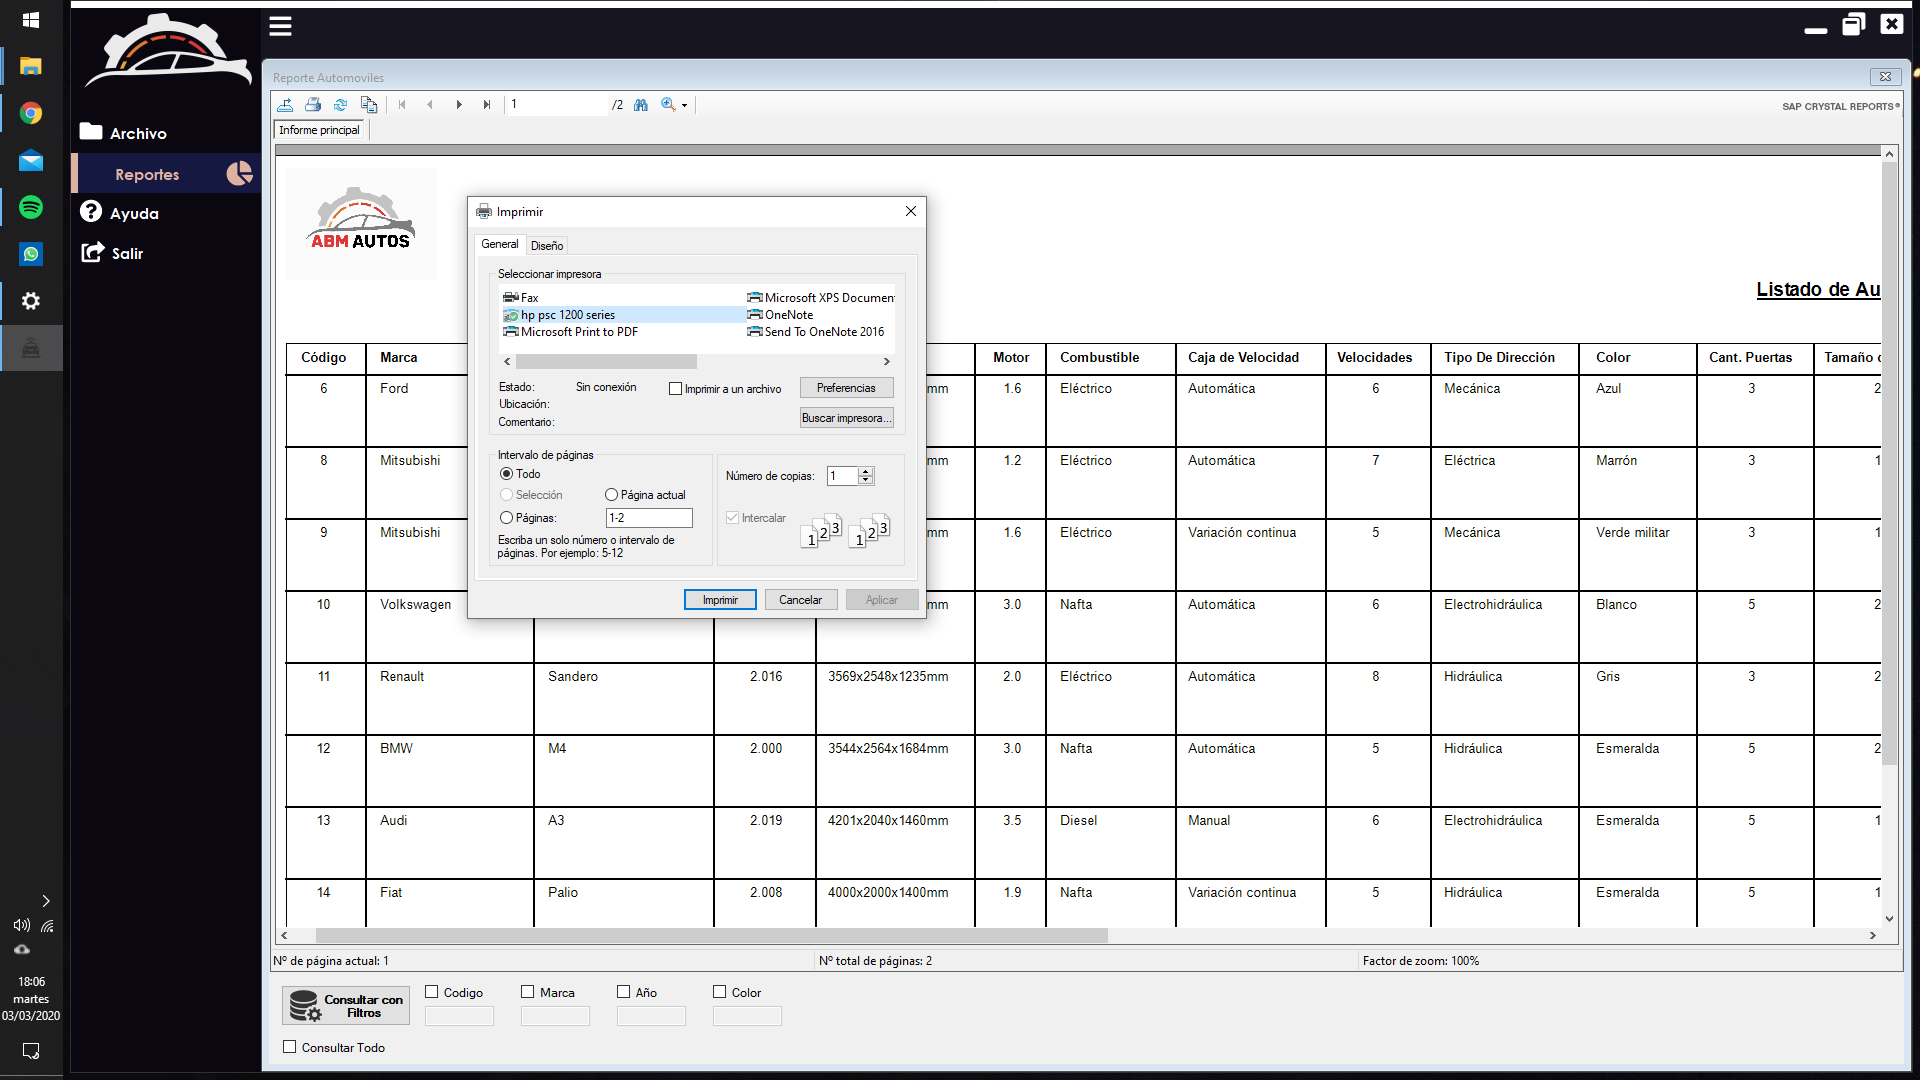 Archivo
Reportes
Ayuda
Salir
18:06
martes
03/03/2020
Reporte Automoviles
1 /2
SAP CRYSTAL REPORTS®
Informe principal
ABM AUTOS
Listado de Au
Imprimir
General Diseño
Seleccionar impresora
Fax Microsoft XPS Documen
hp psc 1200 series OneNote
Microsoft Print to PDF Send To OneNote 2016
Estado: Sin conexión Imprimir a un archivo Preferencias
Ubicación:
Comentario: Buscar impresora...
Intervalo de páginas
Todo
Selección Página actual
Páginas: 1-2
Escriba un solo número o intervalo de
páginas. Por ejemplo: 5-12
Número de copias: 1
Intercalar 1 2 3 1 2 3
Imprimir Cancelar Aplicar
Código Marca Motor Combustible Caja de Velocidad Velocidades Tipo De Dirección Color Cant. Puertas Tamaño
6 Ford mm 1.6 Eléctrico Automática 6 Mecánica Azul 3 2
8 Mitsubishi mm 1.2 Eléctrico Automática 7 Eléctrica Marrón 3 1
9 Mitsubishi mm 1.6 Eléctrico Variación continua 5 Mecánica Verde militar 3 1
10 Volkswagen mm 3.0 Nafta Automática 6 Electrohidráulica Blanco 5 2
11 Renault Sandero 2.016 3569x2548x1235mm 2.0 Eléctrico Automática 8 Hidráulica Gris 3 2
12 BMW M4 2.000 3544x2564x1684mm 3.0 Nafta Automática 5 Hidráulica Esmeralda 5 2
13 Audi A3 2.019 4201x2040x1460mm 3.5 Diesel Manual 6 Electrohidráulica Esmeralda 5 1
14 Fiat Palio 2.008 4000x2000x1400mm 1.9 Nafta Variación continua 5 Hidráulica Esmeralda 5 1
Nº de página actual: 1 Nº total de páginas: 2 Factor de zoom: 100%
Consultar con
Filtros
Codigo Marca Año Color
Consultar Todo